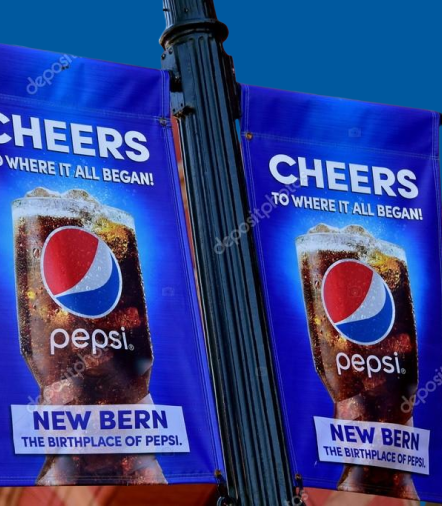 CHEERS
TO WHERE IT ALL BEGAN!
pepsi®
NEW BERN
THE BIRTHPLACE OF PEPSI.
CHEERS
TO WHERE IT ALL BEGAN!
pepsi®
NEW BERN
THE BIRTHPLACE OF PEPSI.
depositphotos